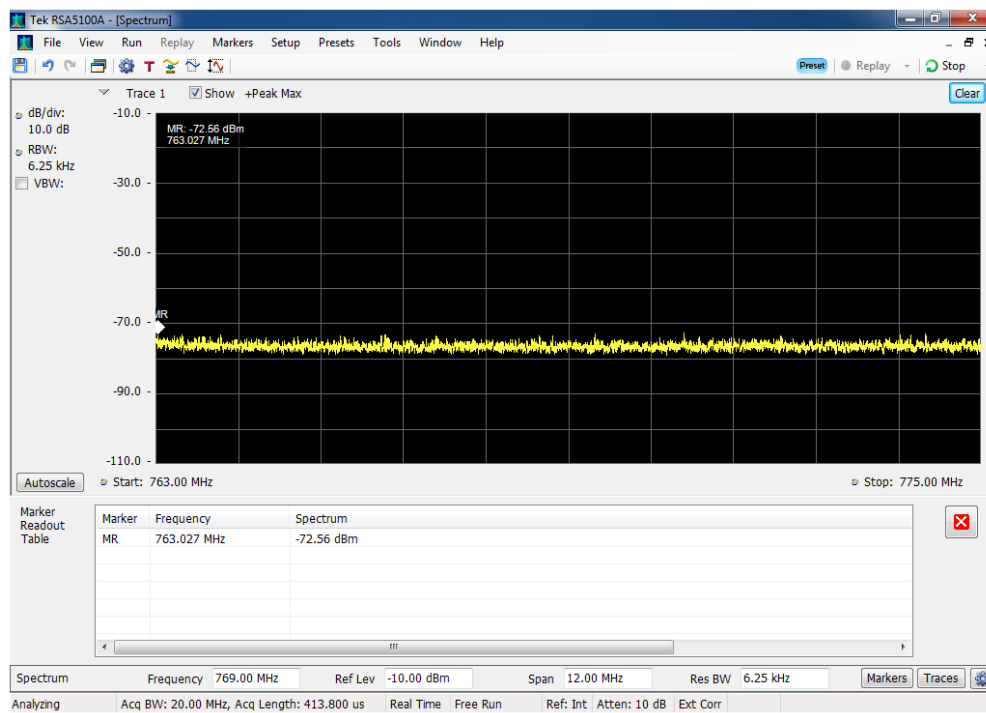 Tek RSA5100A - [Spectrum]
File View Run Replay Markers Setup Presets Tools Window Help
T Preset Replay Stop
Trace 1 Show +Peak Max Clear
dB/div:
10.0 dB
RBW:
6.25 kHz
VBW:
-10.0
-30.0
-50.0
-70.0
-90.0
-110.0
MR: -72.56 dBm
763.027 MHz
MR
Autoscale Start: 763.00 MHz Stop: 775.00 MHz
Marker
Readout
Table
Marker Frequency Spectrum
MR 763.027 MHz -72.56 dBm
Spectrum Frequency 769.00 MHz Ref Lev -10.00 dBm Span 12.00 MHz Res BW 6.25 kHz Markers Traces
Analyzing Acq BW: 20.00 MHz, Acq Length: 413.800 us Real Time Free Run Ref: Int Atten: 10 dB Ext Corr